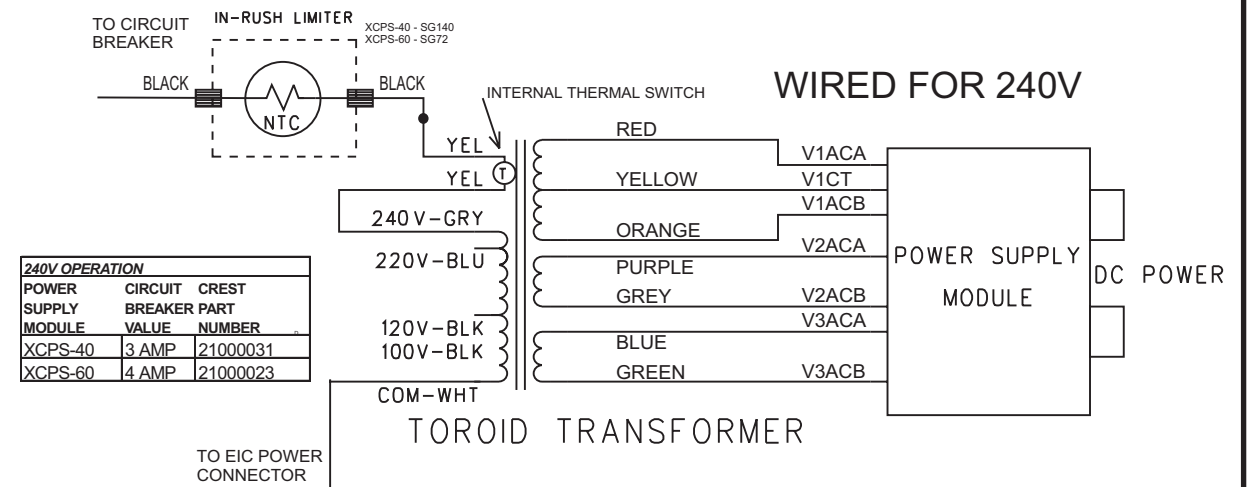 TO CIRCUIT
BREAKER
IN-RUSH LIMITER
XCPS-40 - SG140
XCPS-60 - SG72
BLACK
NTC
BLACK
INTERNAL THERMAL SWITCH
WIRED FOR 240V
YEL
T
YEL
240V-GRY
220V-BLU
120V-BLK
100V-BLK
COM-WHT
RED
YELLOW
ORANGE
PURPLE
GREY
BLUE
GREEN
V1ACA
V1CT
V1ACB
V2ACA
V2ACB
V3ACA
V3ACB
POWER SUPPLY
MODULE
DC POWER
240V OPERATION
POWER SUPPLY MODULE
CIRCUIT BREAKER VALUE
CREST PART NUMBER
XCPS-40 3 AMP 21000031
XCPS-60 4 AMP 21000023
TOROID TRANSFORMER
TO EIC POWER
CONNECTOR